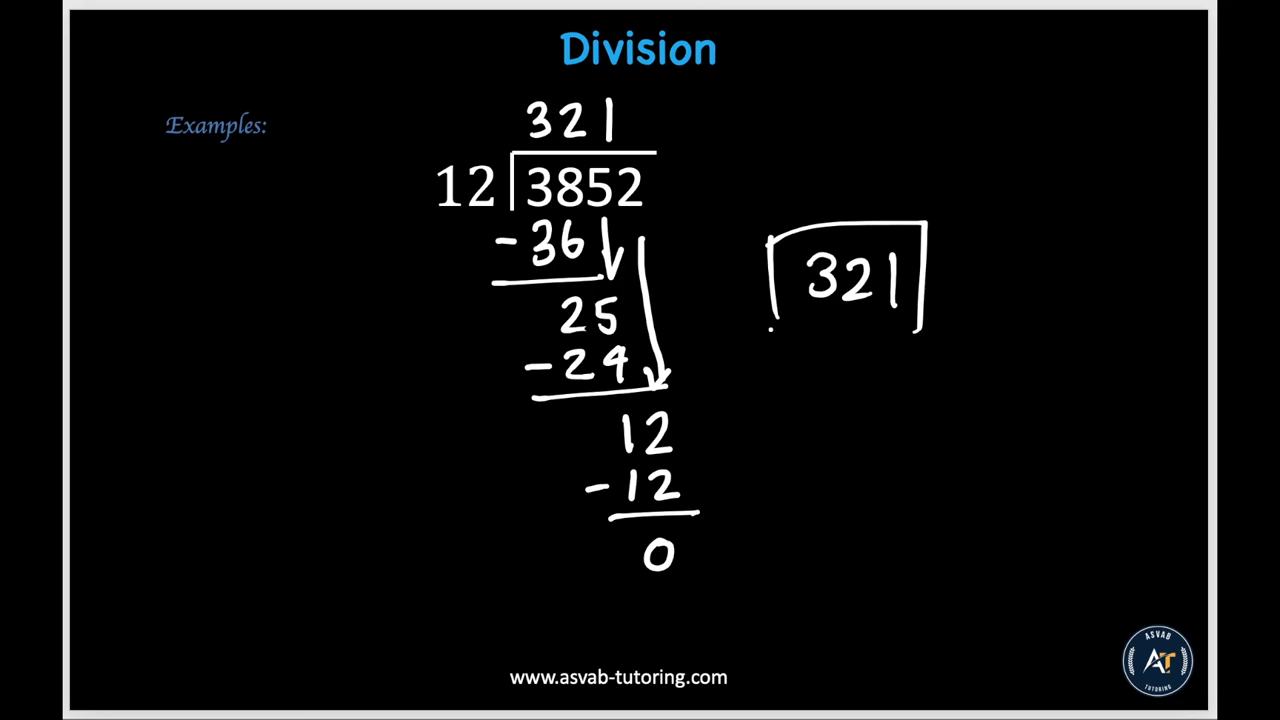 Division
Examples:
321
12 3852
-36
25
-24
12
-12
0
321
www.asvab-tutoring.com
ASVAB
AT
TUTORING